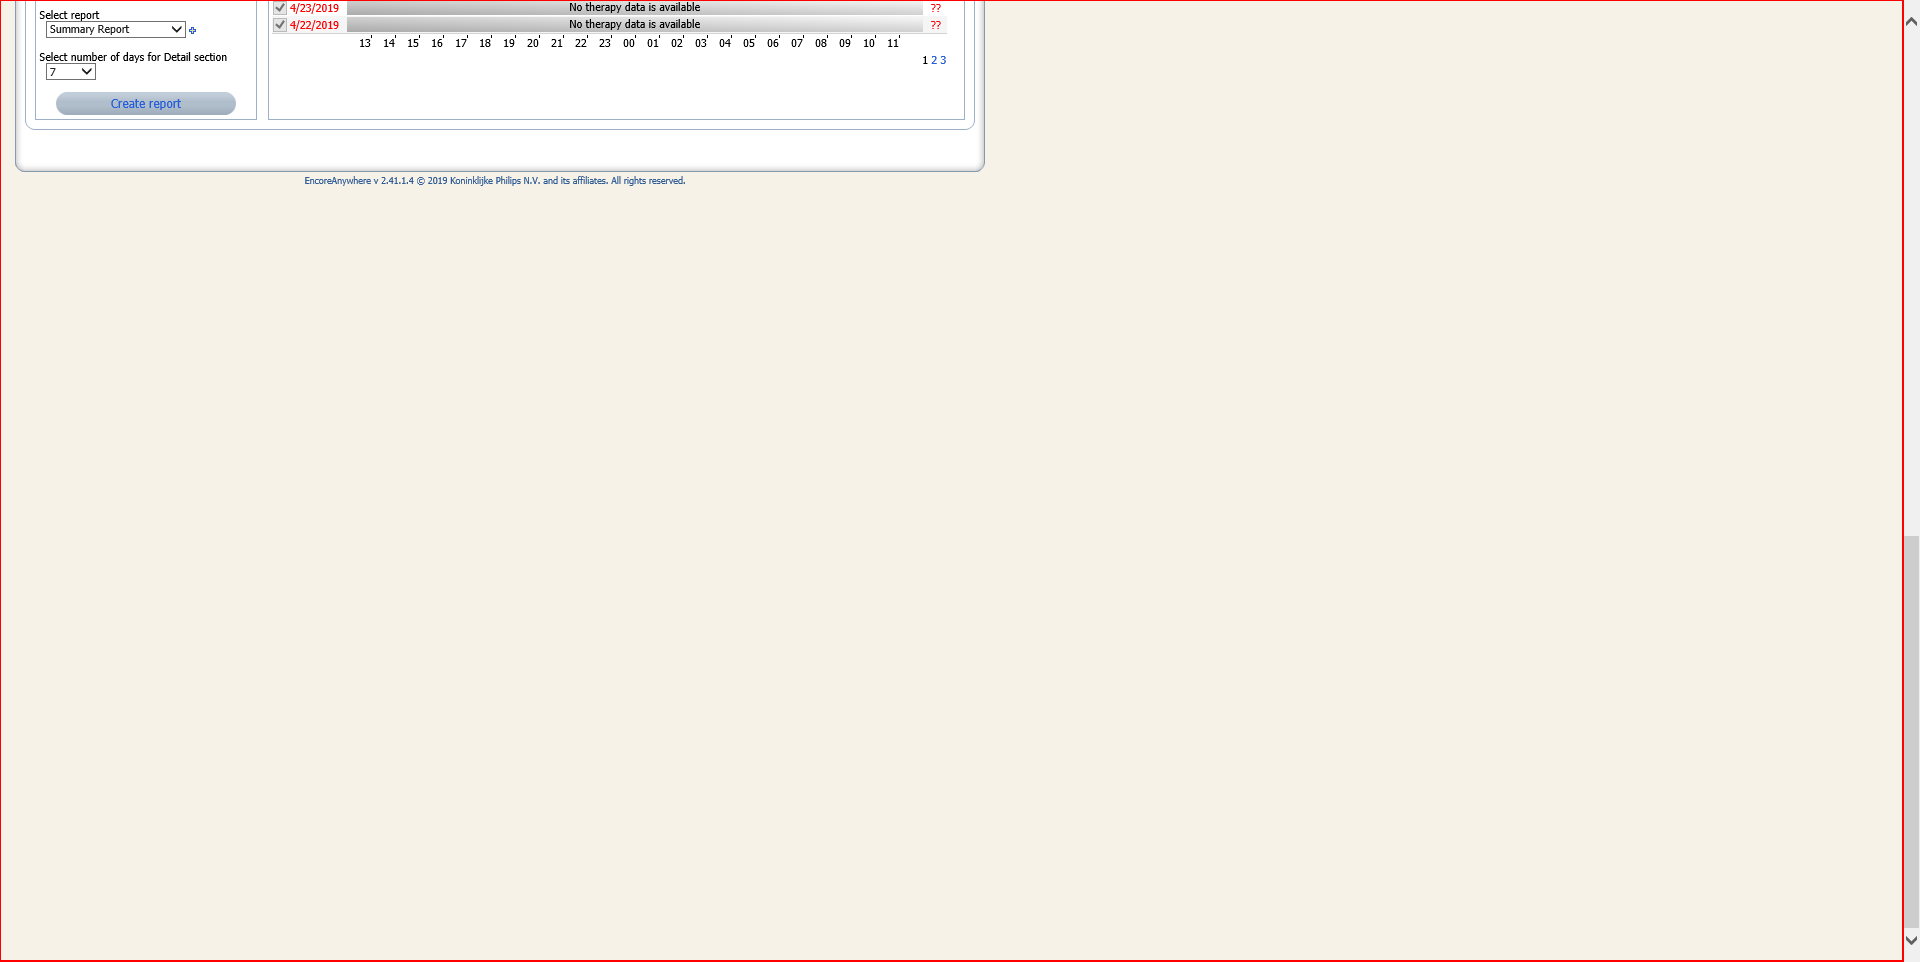 Select report
Summary Report
Select number of days for Detail section
7
Create report
4/23/2019 No therapy data is available ??
4/22/2019 No therapy data is available ??
13 14 15 16 17 18 19 20 21 22 23 00 01 02 03 04 05 06 07 08 09 10 11
1 2 3
EncoreAnywhere v 2.41.1.4 © 2019 Koninklijke Philips N.V. and its affiliates. All rights reserved.